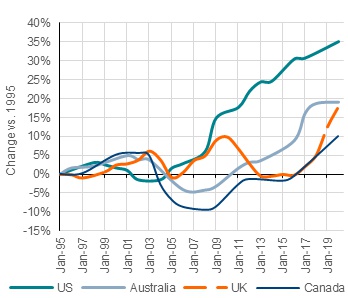 40%
35%
30%
25%
20%
15%
10%
5%
0%
-5%
-10%
-15%
Change vs. 1995
Jan-95
Jan-97
Jan-99
Jan-01
Jan-03
Jan-05
Jan-07
Jan-09
Jan-11
Jan-13
Jan-15
Jan-17
Jan-19
US Australia UK Canada